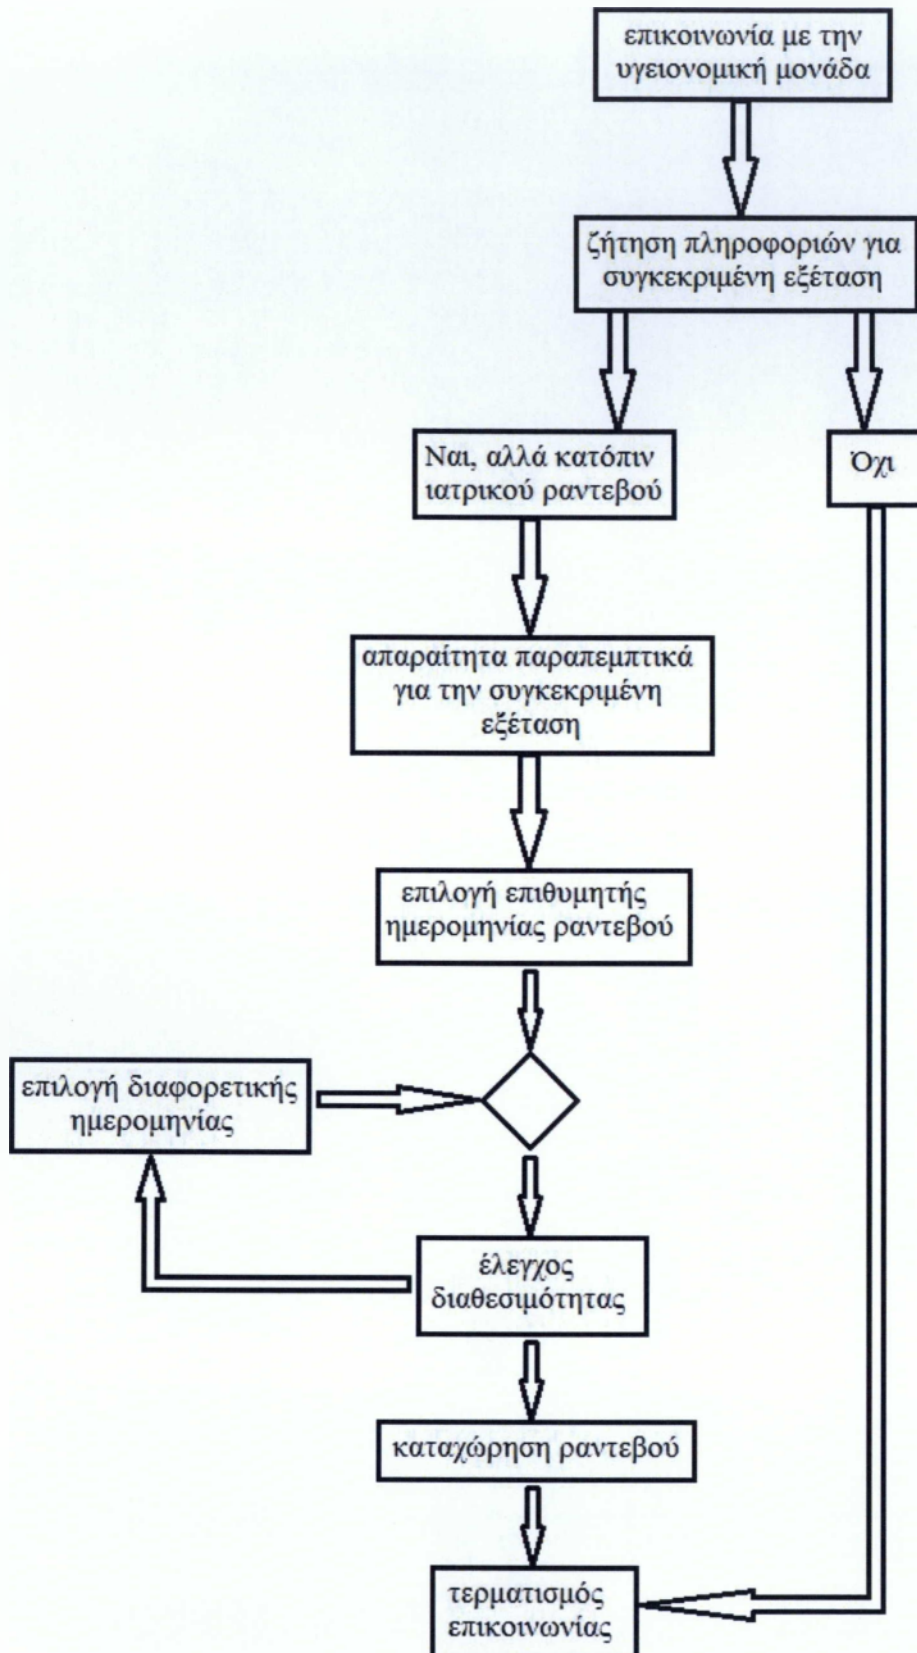 επικοινωνία με την
υγειονομική μονάδα
ζήτηση πληροφοριών για
συγκεκριμένη εξέταση
Ναι, αλλά κατόπιν
ιατρικού ραντεβού
Όχι
απαραίτητα παραπεμπτικά
για την συγκεκριμένη
εξέταση
επιλογή επιθυμητής
ημερομηνίας ραντεβού
επιλογή διαφορετικής
ημερομηνίας
έλεγχος
διαθεσιμότητας
καταχώρηση ραντεβού
τερματισμός
επικοινωνίας